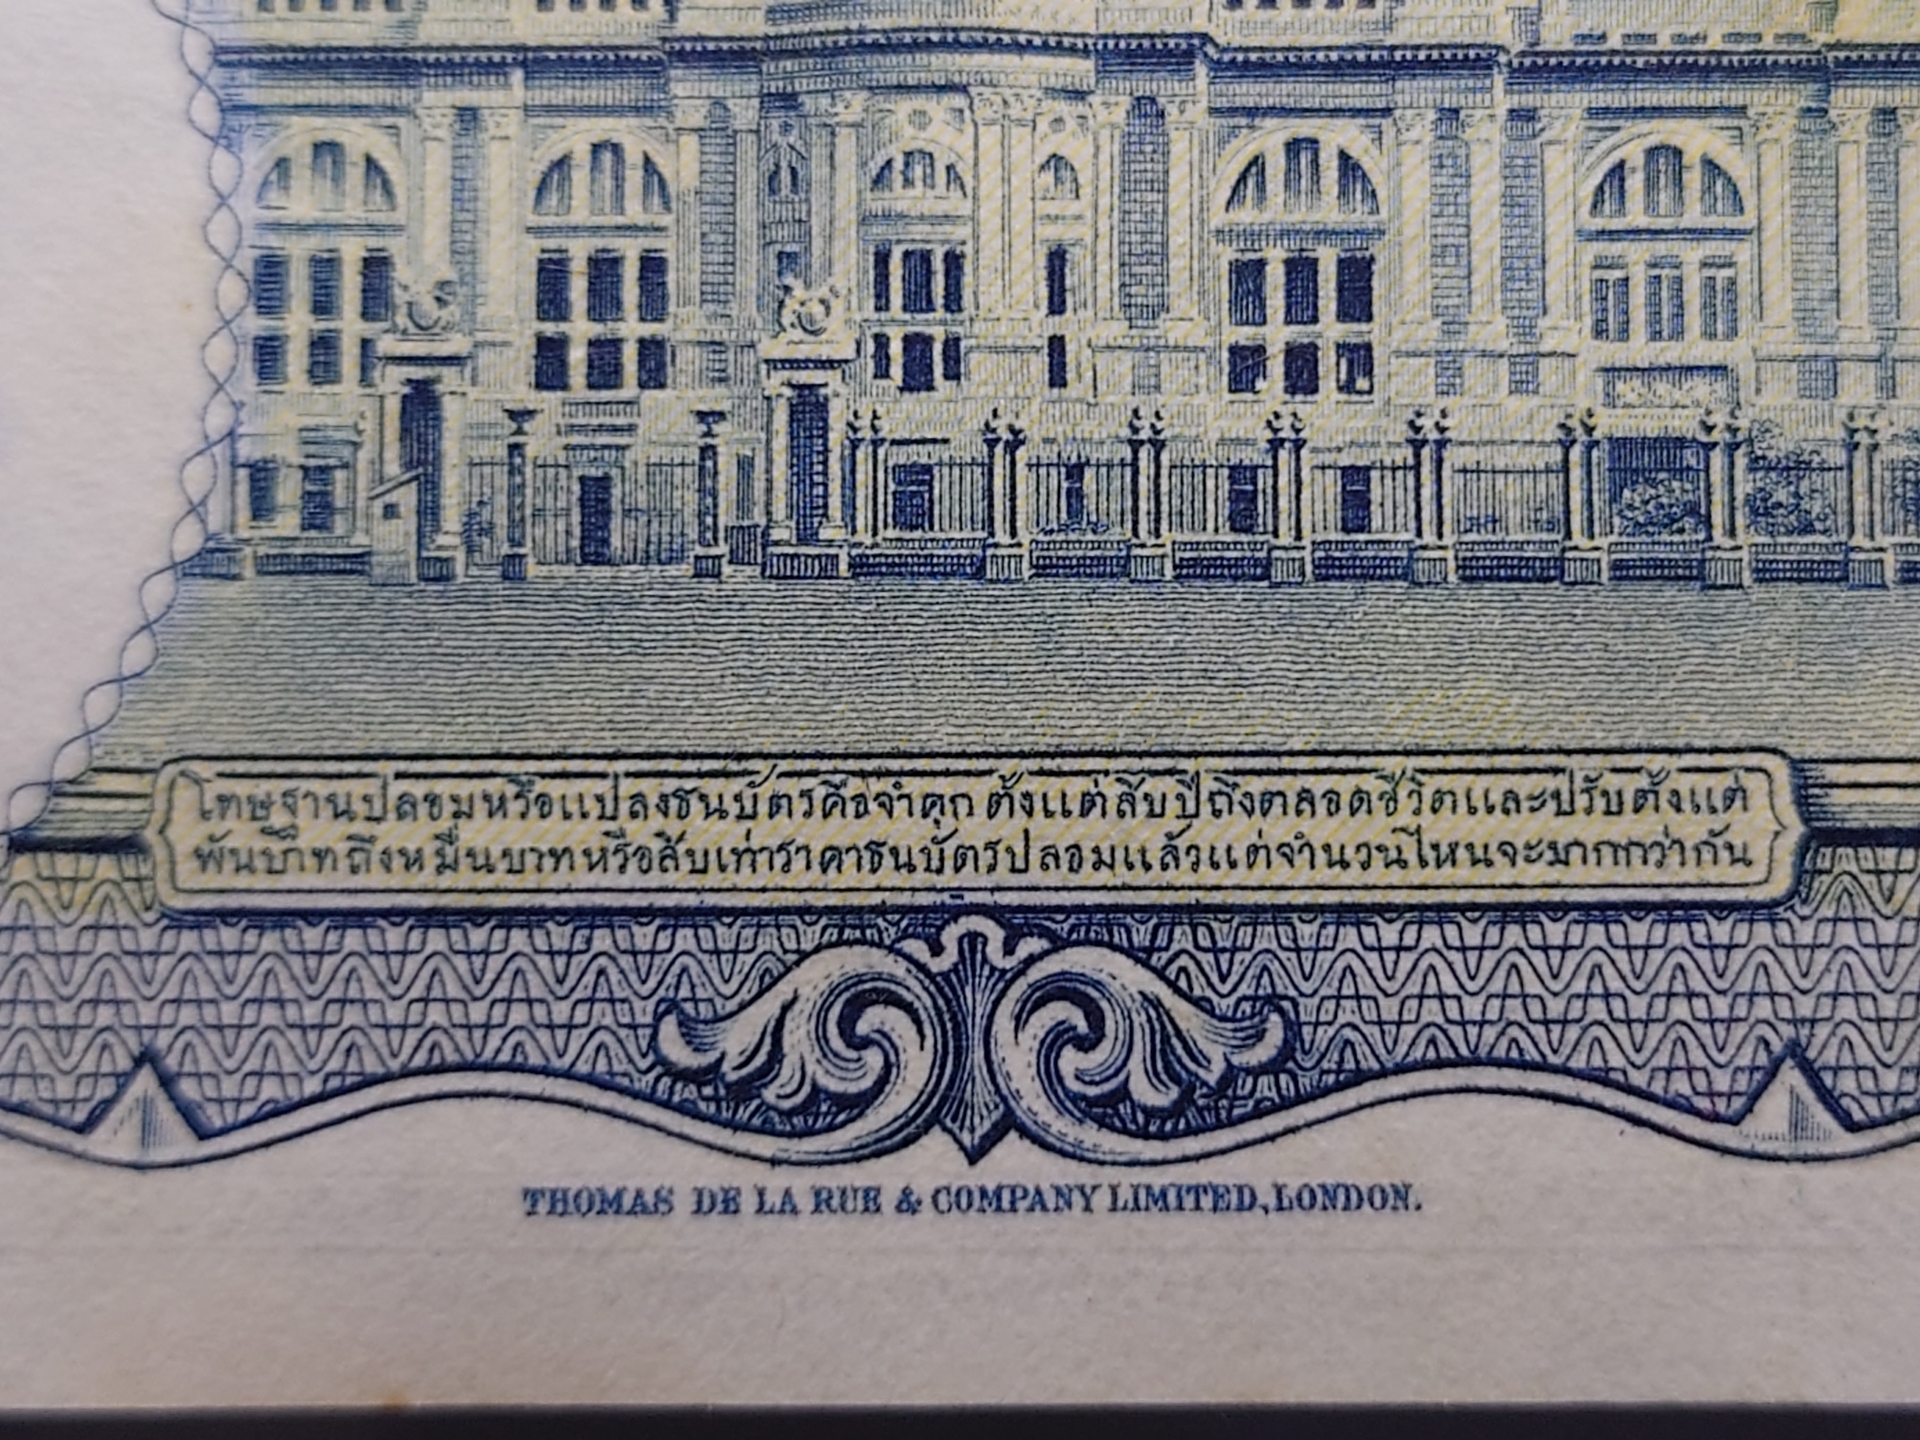 โทษฐานปลอมหรือแปลงธนบัตรคือจำคุก ตั้งแต่สิบปีถึงตลอดชีวิตและปรับตั้งแต่
พันบาทถึงหมื่นบาทหรือสิบเท่าราคาธนบัตรปลอมแล้วแต่จำนวนไหนจะมากกว่ากัน
THOMAS DE LA RUE & COMPANY LIMITED, LONDON.